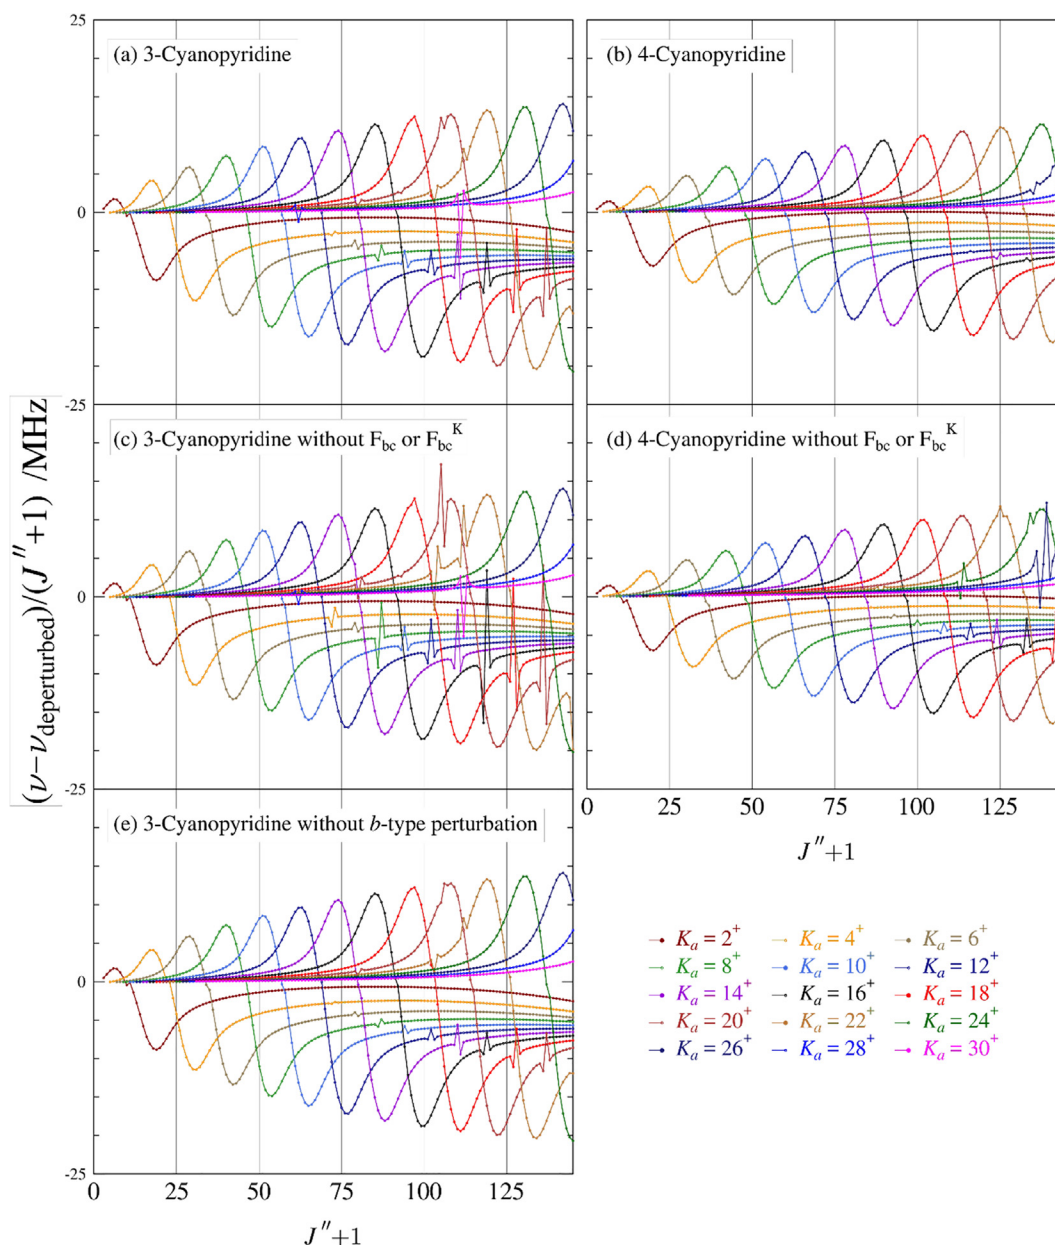 25
(a) 3-Cyanopyridine
(b) 4-Cyanopyridine
10
0
-25
(c) 3-Cyanopyridine without F_bc or F_bc^K
(d) 4-Cyanopyridine without F_bc or F_bc^K
10
0
-25
0 25 50 75 100 125
(e) 3-Cyanopyridine without b-type perturbation
10
0
-25
0 25 50 75 100 125
(ν−ν_deperturbed)/(J″+1) /MHz
J″+1
J″+1
K_a = 2^+ K_a = 4^+ K_a = 6^+
K_a = 8^+ K_a = 10^+ K_a = 12^+
K_a = 14^+ K_a = 16^+ K_a = 18^+
K_a = 20^+ K_a = 22^+ K_a = 24^+
K_a = 26^+ K_a = 28^+ K_a = 30^+